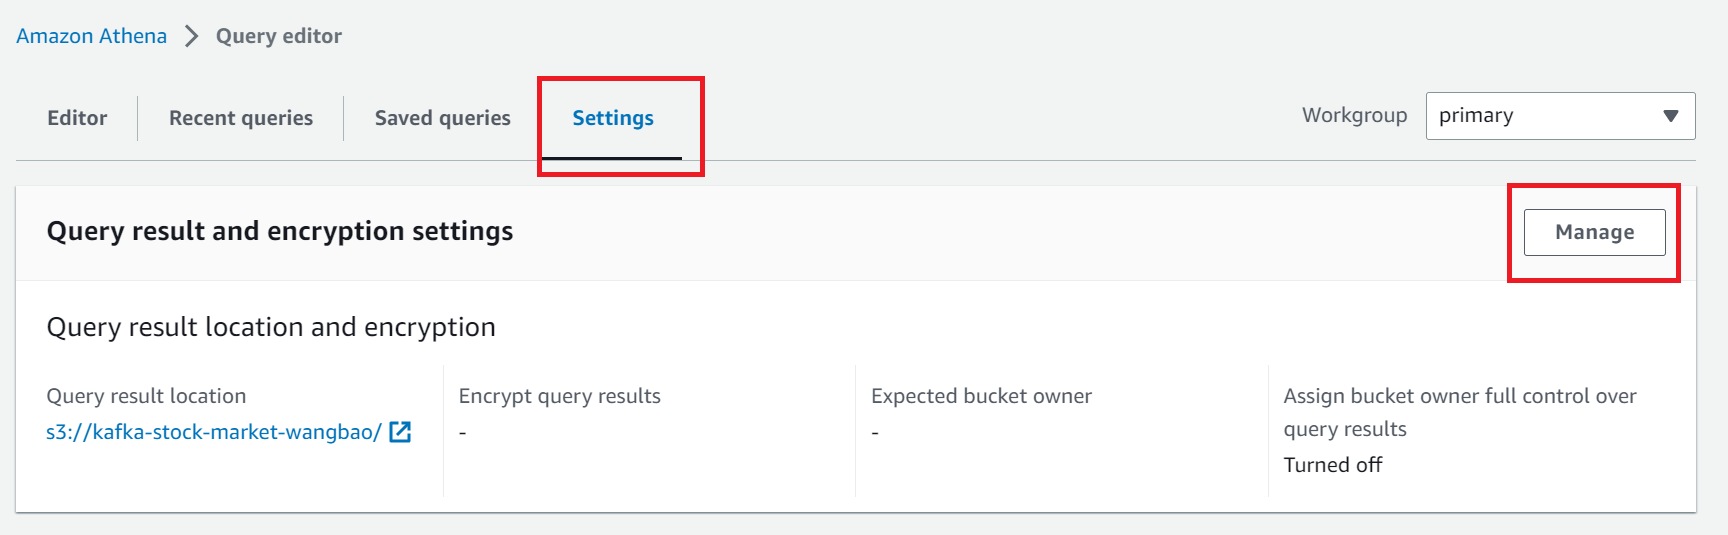 Amazon Athena > Query editor
Editor
Recent queries
Saved queries
Settings
Workgroup
primary
Query result and encryption settings
Manage
Query result location and encryption
Query result location
s3://kafka-stock-market-wangbao/
Encrypt query results
-
Expected bucket owner
-
Assign bucket owner full control over
query results
Turned off